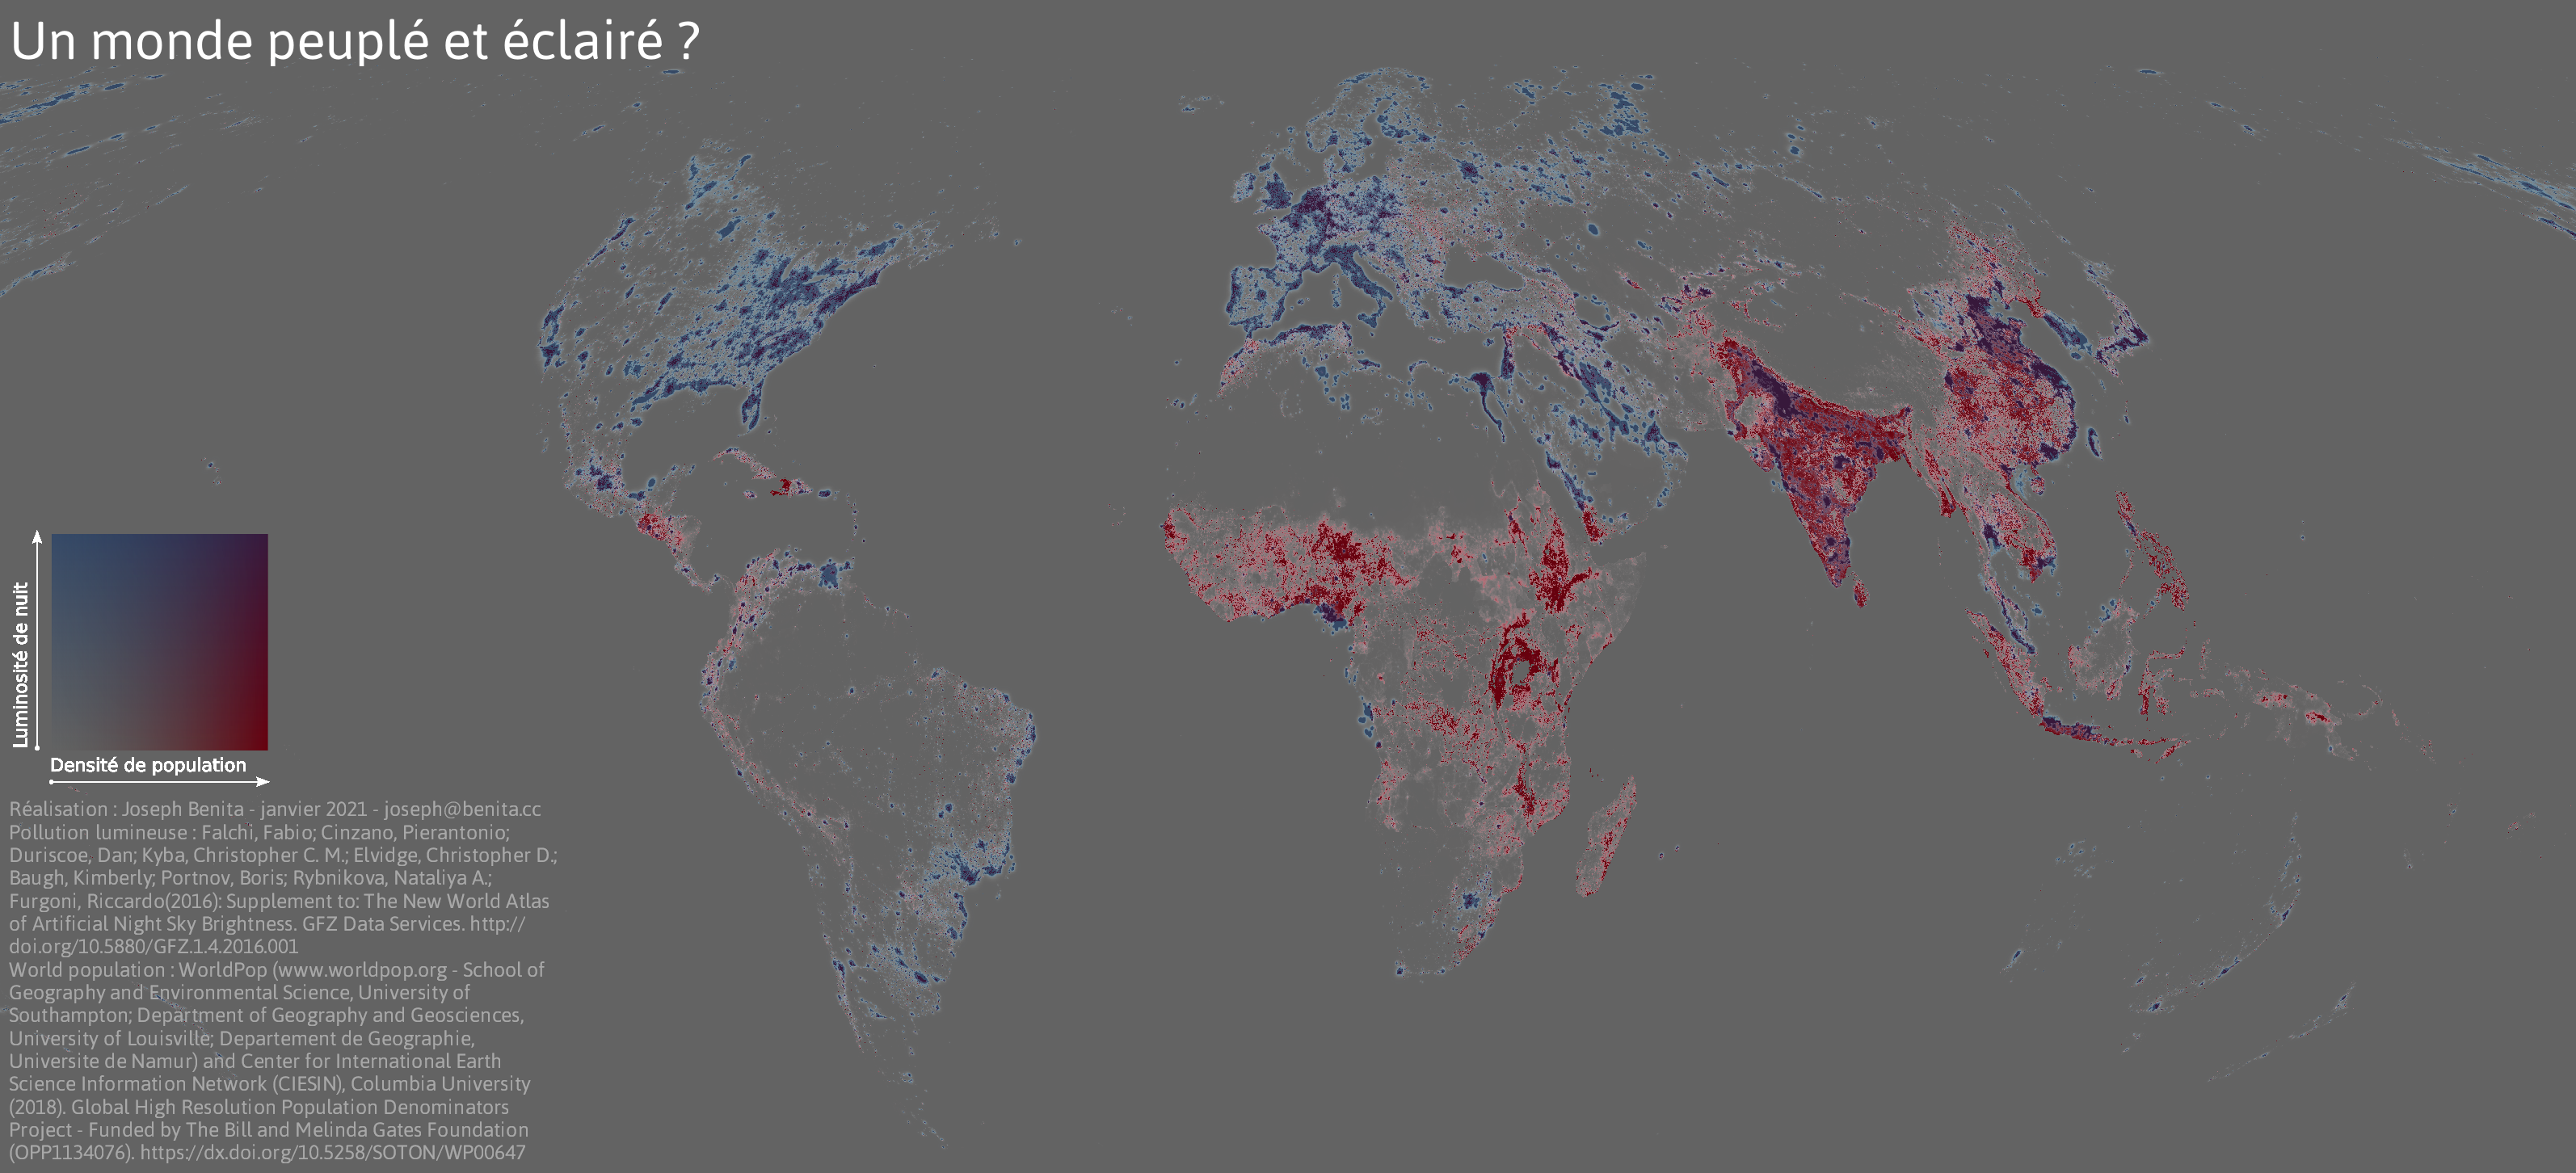 Un monde peuplé et éclairé ?
Luminosité de nuit
Densité de population
Réalisation : Joseph Benita - janvier 2021 - joseph@benita.cc
Pollution lumineuse : Falchi, Fabio; Cinzano, Pierantonio;
Duriscoe, Dan; Kyba, Christopher C. M.; Elvidge, Christopher D.;
Baugh, Kimberly; Portnov, Boris; Rybnikova, Nataliya A.;
Furgoni, Riccardo(2016): Supplement to: The New World Atlas
of Artificial Night Sky Brightness. GFZ Data Services. http://
doi.org/10.5880/GFZ.1.4.2016.001
World population : WorldPop (www.worldpop.org - School of
Geography and Environmental Science, University of
Southampton; Department of Geography and Geosciences,
University of Louisville; Departement de Geographie,
Universite de Namur) and Center for International Earth
Science Information Network (CIESIN), Columbia University
(2018). Global High Resolution Population Denominators
Project - Funded by The Bill and Melinda Gates Foundation
(OPP1134076). https://dx.doi.org/10.5258/SOTON/WP00647